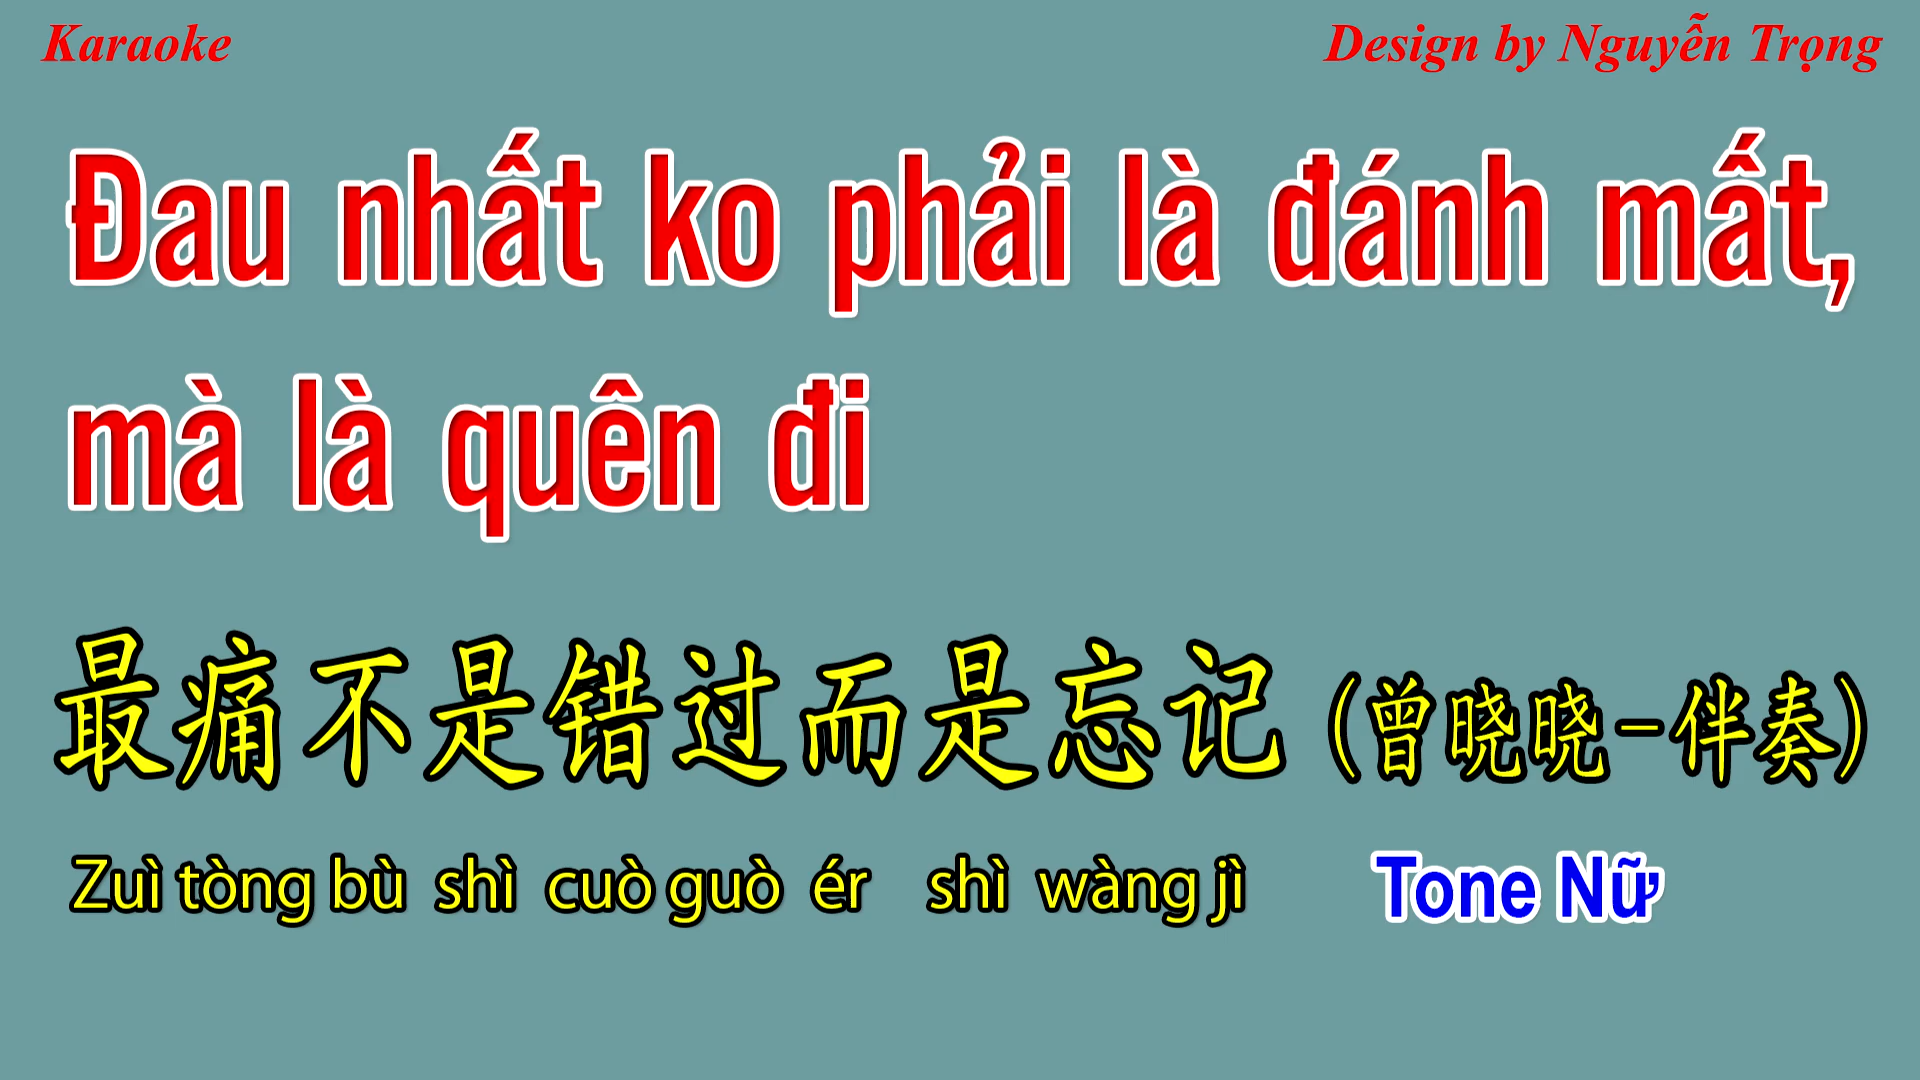 Karaoke
Design by Nguyễn Trọng
Đau nhất ko phải là đánh mất,
mà là quên đi
最痛不是错过而是忘记 (曾晓晓-伴奏)
Zuì tòng bù shì cuò guò ér shì wàng jì
Tone Nữ